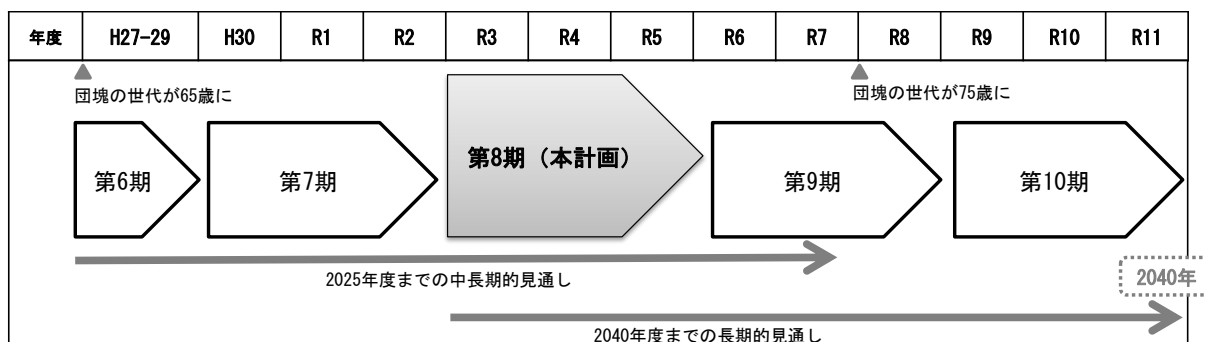 年度 H27-29 H30 R1 R2 R3 R4 R5 R6 R7 R8 R9 R10 R11
団塊の世代が65歳に
団塊の世代が75歳に
第6期
第7期
第8期（本計画）
第9期
第10期
2025年度までの中長期的見通し
2040年
2040年度までの長期的見通し